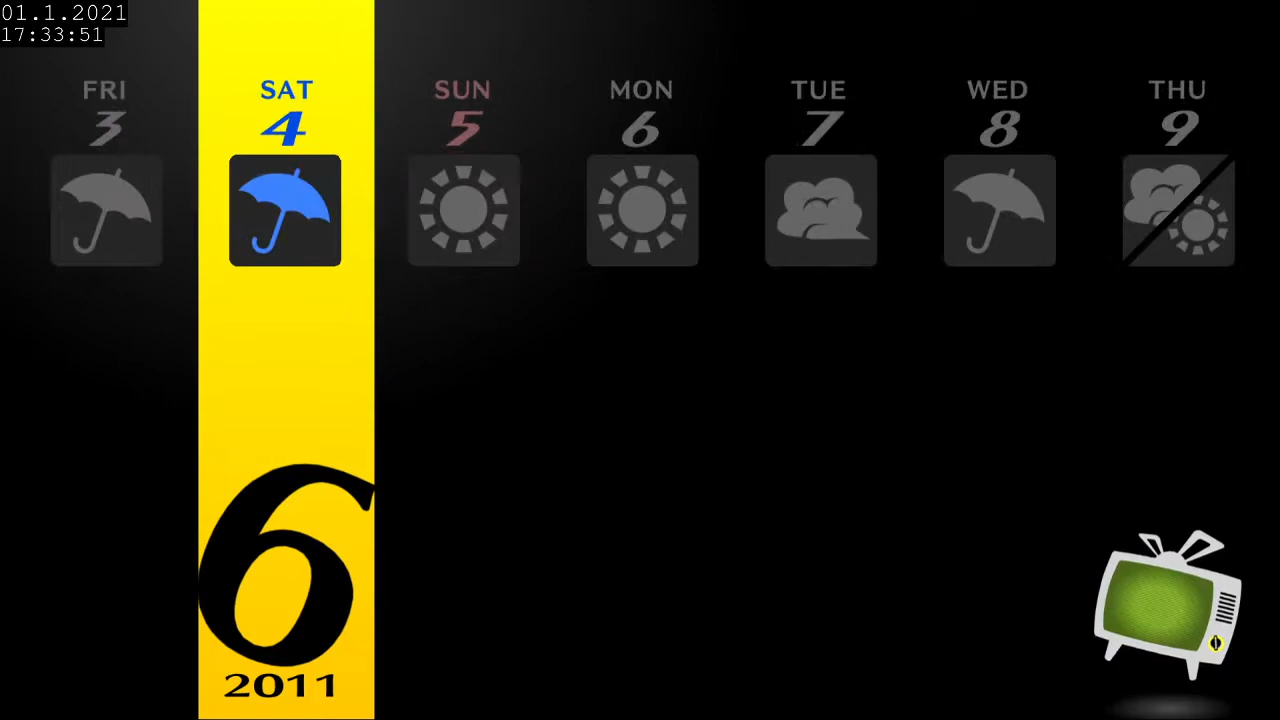 01.1.2021
17:33:51
FRI SAT SUN MON TUE WED THU
3 4 5 6 7 8 9
6
2011